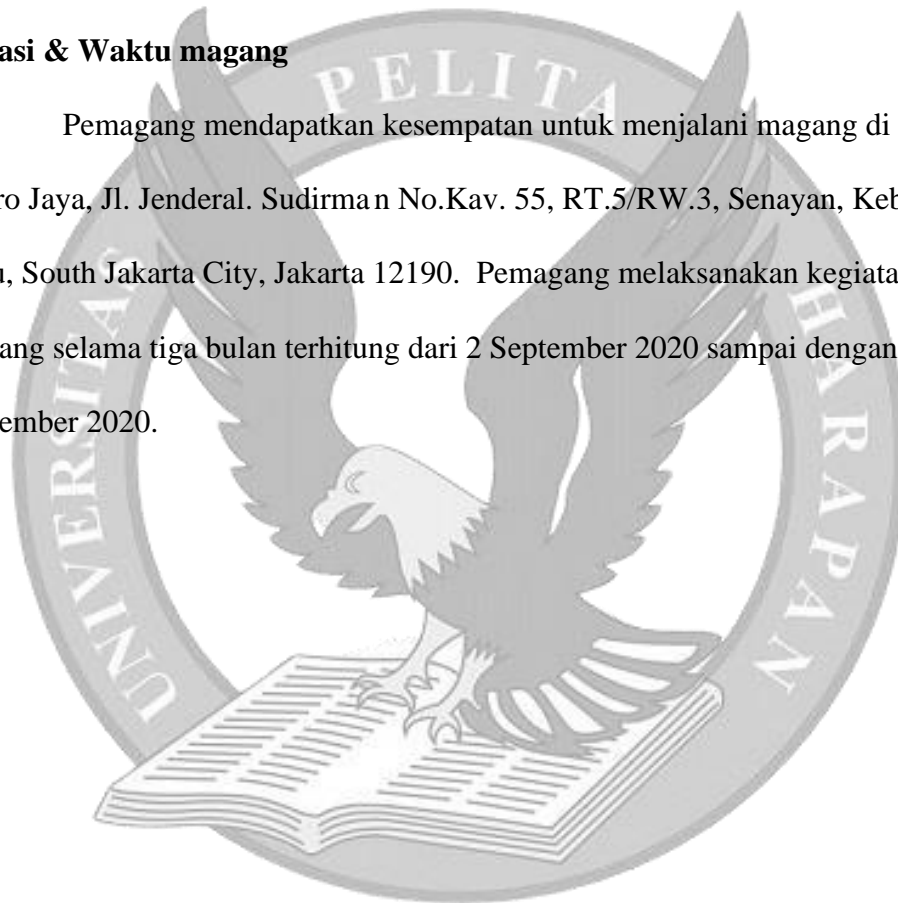 asi & Waktu magang
Pemagang mendapatkan kesempatan untuk menjalani magang di
ro Jaya, Jl. Jenderal. Sudirman No.Kav. 55, RT.5/RW.3, Senayan, Keb
, South Jakarta City, Jakarta 12190. Pemagang melaksanakan kegiata
ang selama tiga bulan terhitung dari 2 September 2020 sampai dengan
ember 2020.
UNIVERSITAS PELITA HARAPAN